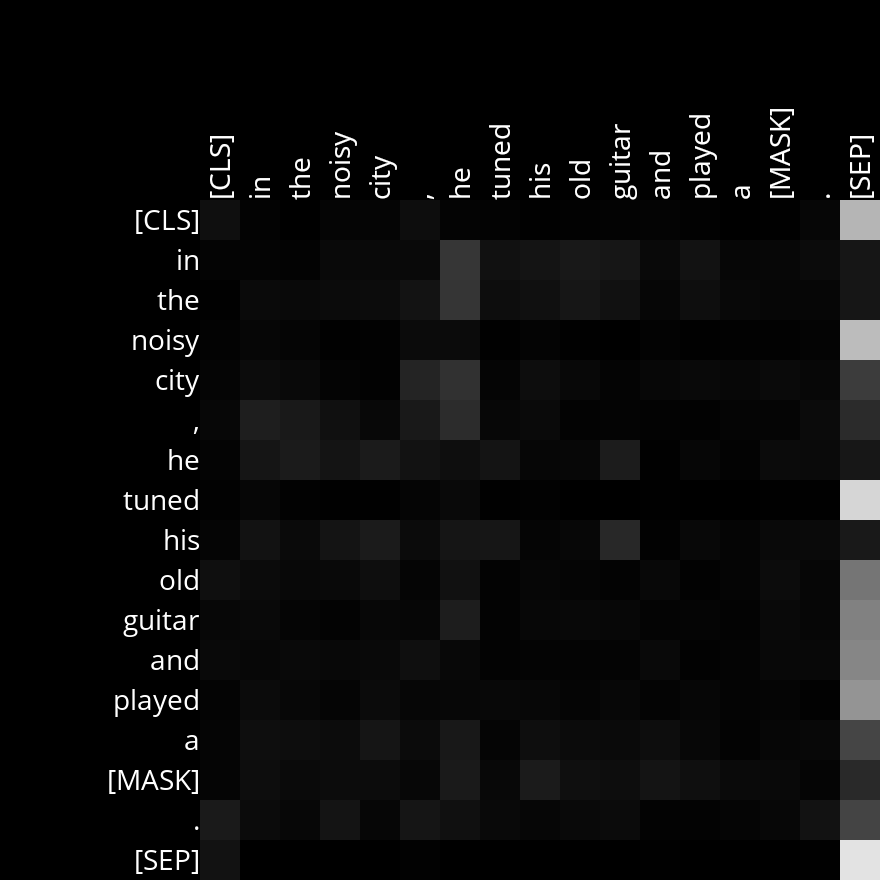 [CLS] in the noisy city , he tuned his old guitar and played a [MASK] . [SEP]
[CLS]
in
the
noisy
city
,
he
tuned
his
old
guitar
and
played
a
[MASK]
.
[SEP]